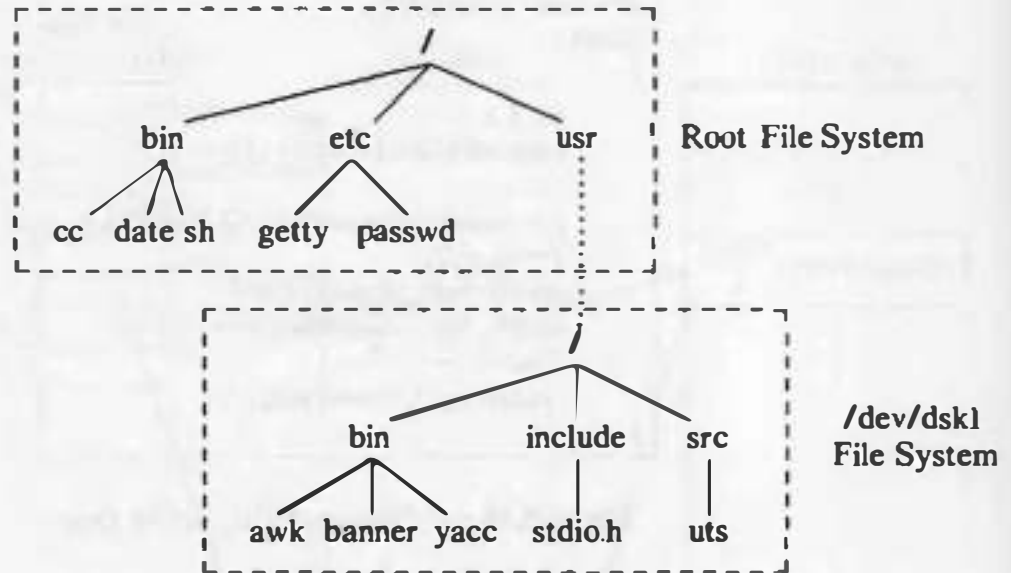 /
bin etc usr Root File System
cc date sh getty passwd
/
bin include src /dev/dskl
File System
awk banner yacc stdio.h uts